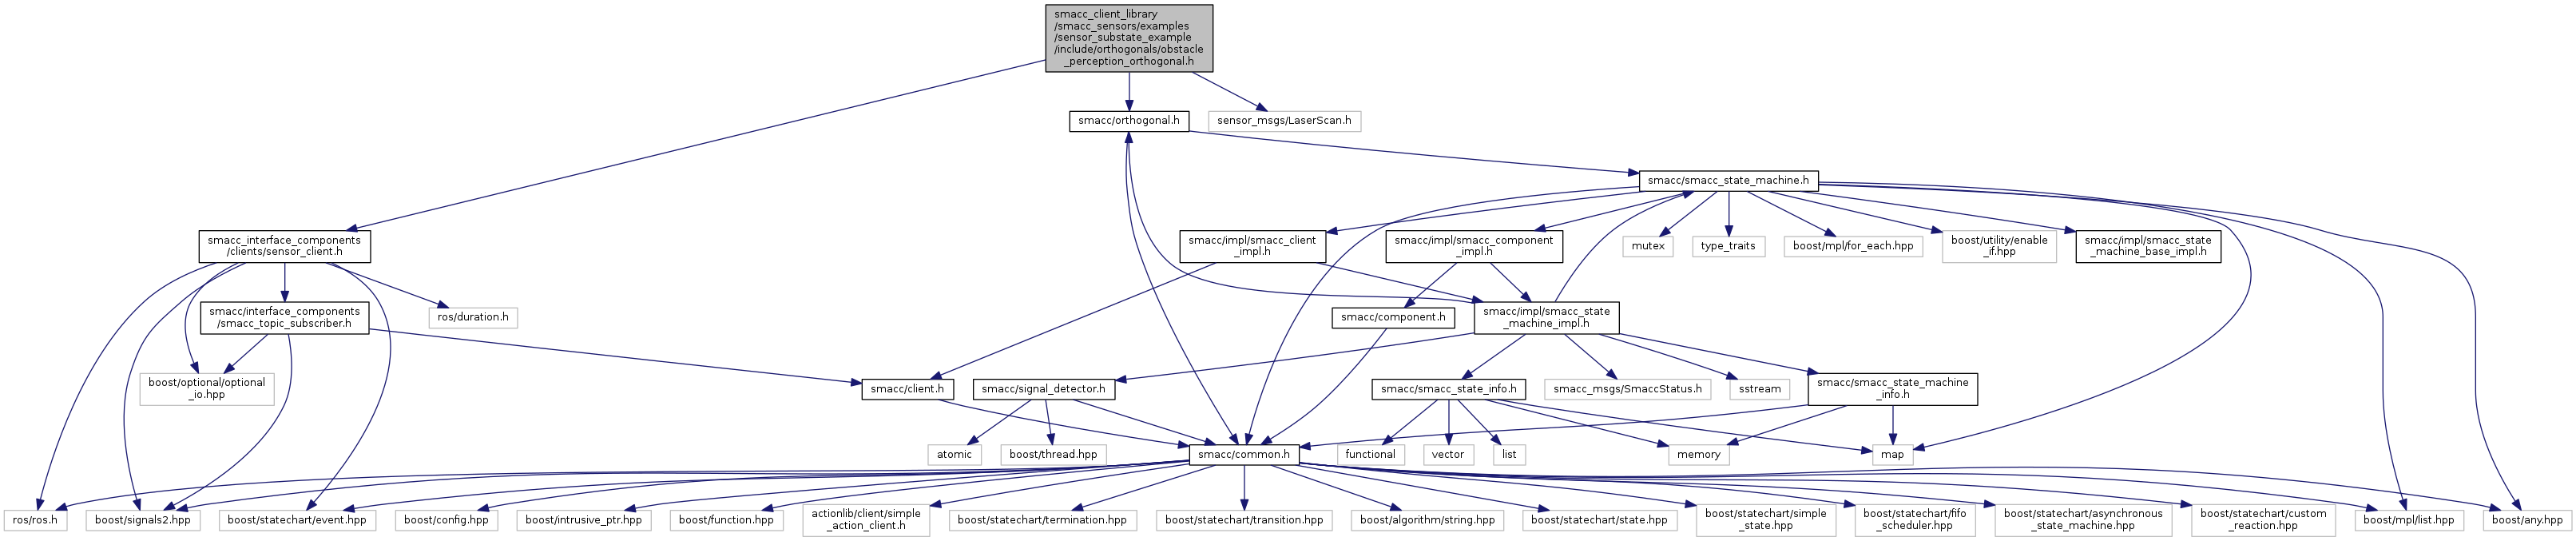 smacc_client_library
/smacc_sensors/examples
/sensor_substate_example
/include/orthogonals/obstacle
_perception_orthogonal.h
smacc/orthogonal.h
sensor_msgs/LaserScan.h
smacc/smacc_state_machine.h
smacc_interface_components
/clients/sensor_client.h
smacc/impl/smacc_client
_impl.h
smacc/impl/smacc_component
_impl.h
mutex
type_traits
boost/mpl/for_each.hpp
boost/utility/enable
_if.hpp
smacc/impl/smacc_state
_machine_base_impl.h
smacc/interface_components
/smacc_topic_subscriber.h
ros/duration.h
smacc/component.h
smacc/impl/smacc_state
_machine_impl.h
boost/optional/optional
_io.hpp
smacc/client.h
smacc/signal_detector.h
smacc/smacc_state_info.h
smacc_msgs/SmaccStatus.h
sstream
smacc/smacc_state_machine
_info.h
atomic
boost/thread.hpp
smacc/common.h
functional
vector
list
memory
map
ros/ros.h
boost/signals2.hpp
boost/statechart/event.hpp
boost/config.hpp
boost/intrusive_ptr.hpp
boost/function.hpp
actionlib/client/simple
_action_client.h
boost/statechart/termination.hpp
boost/statechart/transition.hpp
boost/algorithm/string.hpp
boost/statechart/state.hpp
boost/statechart/simple
_state.hpp
boost/statechart/fifo
_scheduler.hpp
boost/statechart/asynchronous
_state_machine.hpp
boost/statechart/custom
_reaction.hpp
boost/mpl/list.hpp
boost/any.hpp